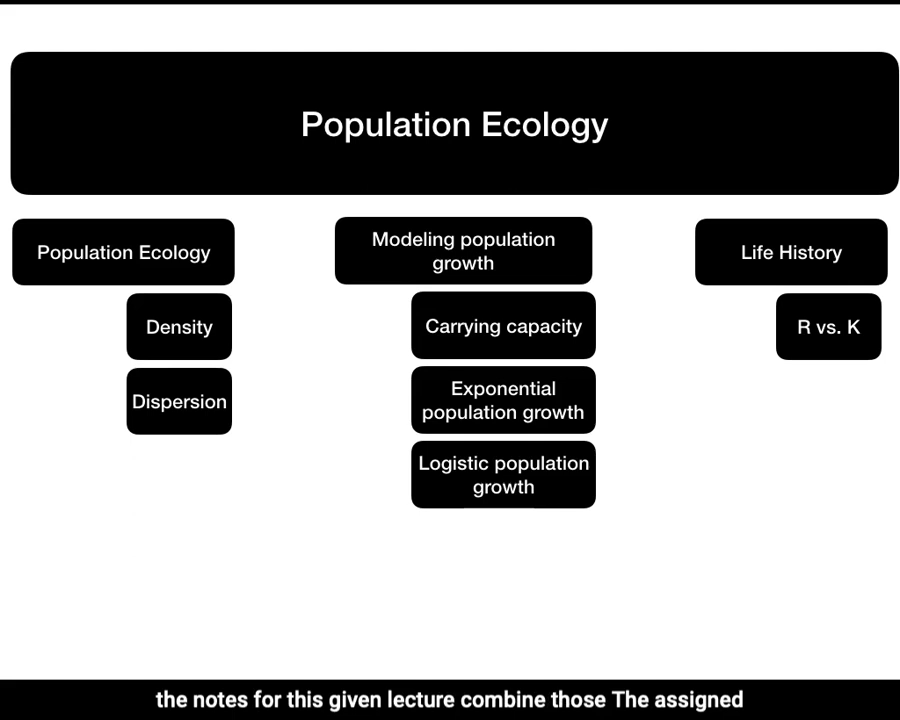 Population Ecology
Population Ecology
Density
Dispersion
Modeling population
growth
Carrying capacity
Exponential
population growth
Logistic population
growth
Life History
R vs. K
the notes for this given lecture combine those The assigned